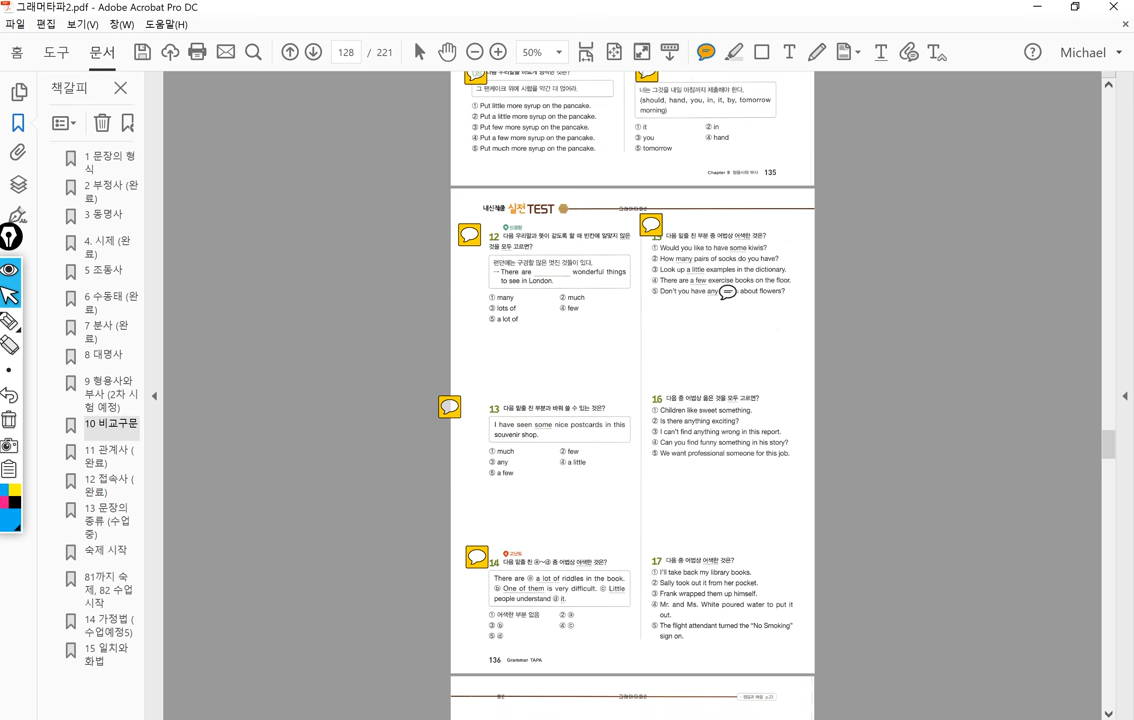 그래머타파2.pdf - Adobe Acrobat Pro DC
파일 편집 보기(V) 창(W) 도움말(H)
홈 도구 문서
128 / 221
50%
Michael
책갈피
1 문장의 형식
2 부정사 (완료)
3 동명사
4. 시제 (완료)
5 조동사
6 수동태 (완료)
7 분사 (완료)
8 대명사
9 형용사와 부사 (2차 시험 예정)
10 비교구문
11 관계사 (완료)
12 접속사 (완료)
13 문장의 종류 (수업중)
숙제 시작
81까지 숙제, 82 수업 시작
14 가정법 (수업예정5)
15 일치와 화법
그 팬케이크 위에 시럽을 약간 더 얹어라.
① Put little more syrup on the pancake.
② Put a little more syrup on the pancake.
③ Put few more syrup on the pancake.
④ Put a few more syrup on the pancake.
⑤ Put much more syrup on the pancake.
너는 그것을 내일 아침까지 제출해야 한다.
(should, hand, you, in, it, by, tomorrow
morning)
① it ② in
③ you ④ hand
⑤ tomorrow
Chapter 9 형용사와 부사 135
내신적중 실전 TEST
12 다음 우리말과 뜻이 같도록 할 때 빈칸에 알맞지 않은
것을 모두 고르면?
런던에는 구경할 많은 멋진 것들이 있다.
→ There are ________ wonderful things
to see in London.
① many ② much
③ lots of ④ few
⑤ a lot of
13 다음 밑줄 친 부분과 바꿔 쓸 수 있는 것은?
I have seen some nice postcards in this
souvenir shop.
① much ② few
③ any ④ a little
⑤ a few
고난도
14 다음 밑줄 친 ⓐ~ⓓ 중 어법상 어색한 것은?
There are ⓐ a lot of riddles in the book.
ⓑ One of them is very difficult. ⓒ Little
people understand ⓓ it.
① 어색한 부분 없음 ② ⓐ
③ ⓑ ④ ⓒ
⑤ ⓓ
136 Grammar TAPA
다음 밑줄 친 부분 중 어법상 어색한 것은?
① Would you like to have some kiwis?
② How many pairs of socks do you have?
③ Look up a little examples in the dictionary.
④ There are a few exercise books on the floor.
⑤ Don't you have any about flowers?
16 다음 중 어법상 옳은 것을 모두 고르면?
① Children like sweet something.
② Is there anything exciting?
③ I can't find anything wrong in this report.
④ Can you find funny something in his story?
⑤ We want professional someone for this job.
17 다음 중 어법상 어색한 것은?
① I'll take back my library books.
② Sally took out it from her pocket.
③ Frank wrapped them up himself.
④ Mr. and Ms. White poured water to put it
out.
⑤ The flight attendant turned the "No Smoking"
sign on.